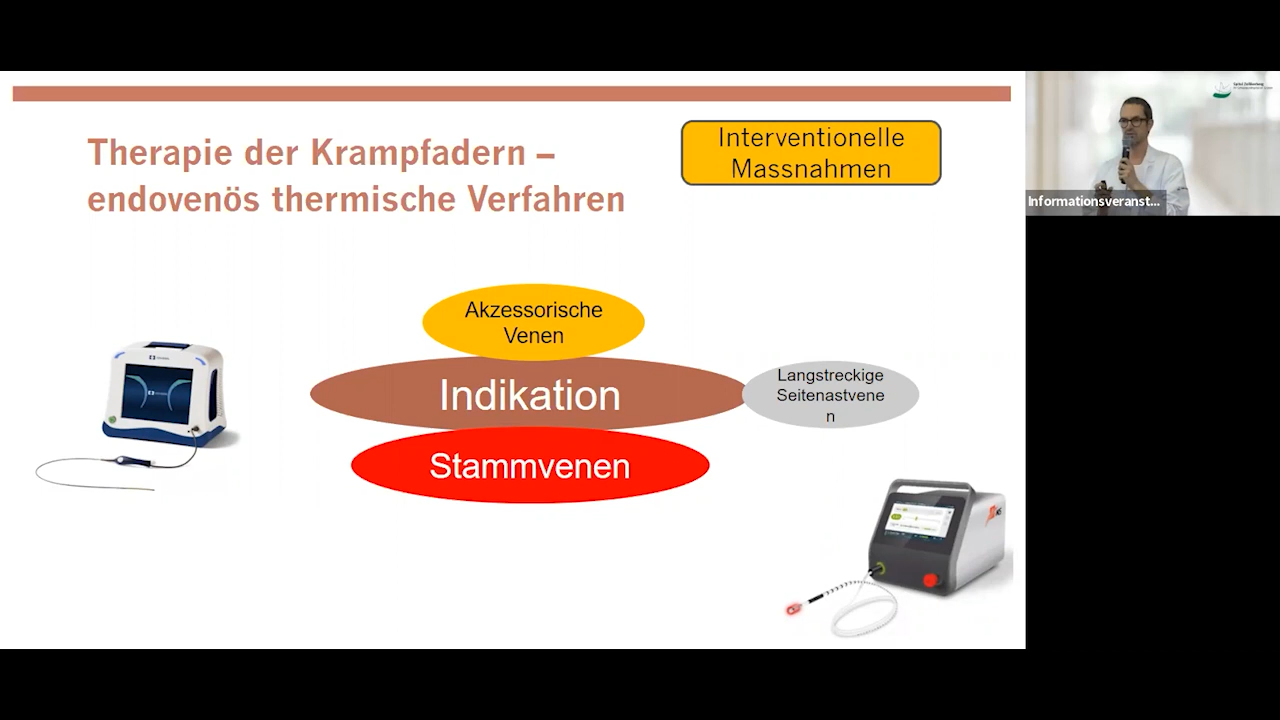 Therapie der Krampfadern –
endovenös thermische Verfahren
Interventionelle
Massnahmen
Akzessorische
Venen
Indikation
Langstreckige
Seitenastvene
n
Stammvenen
Informationsveranst...